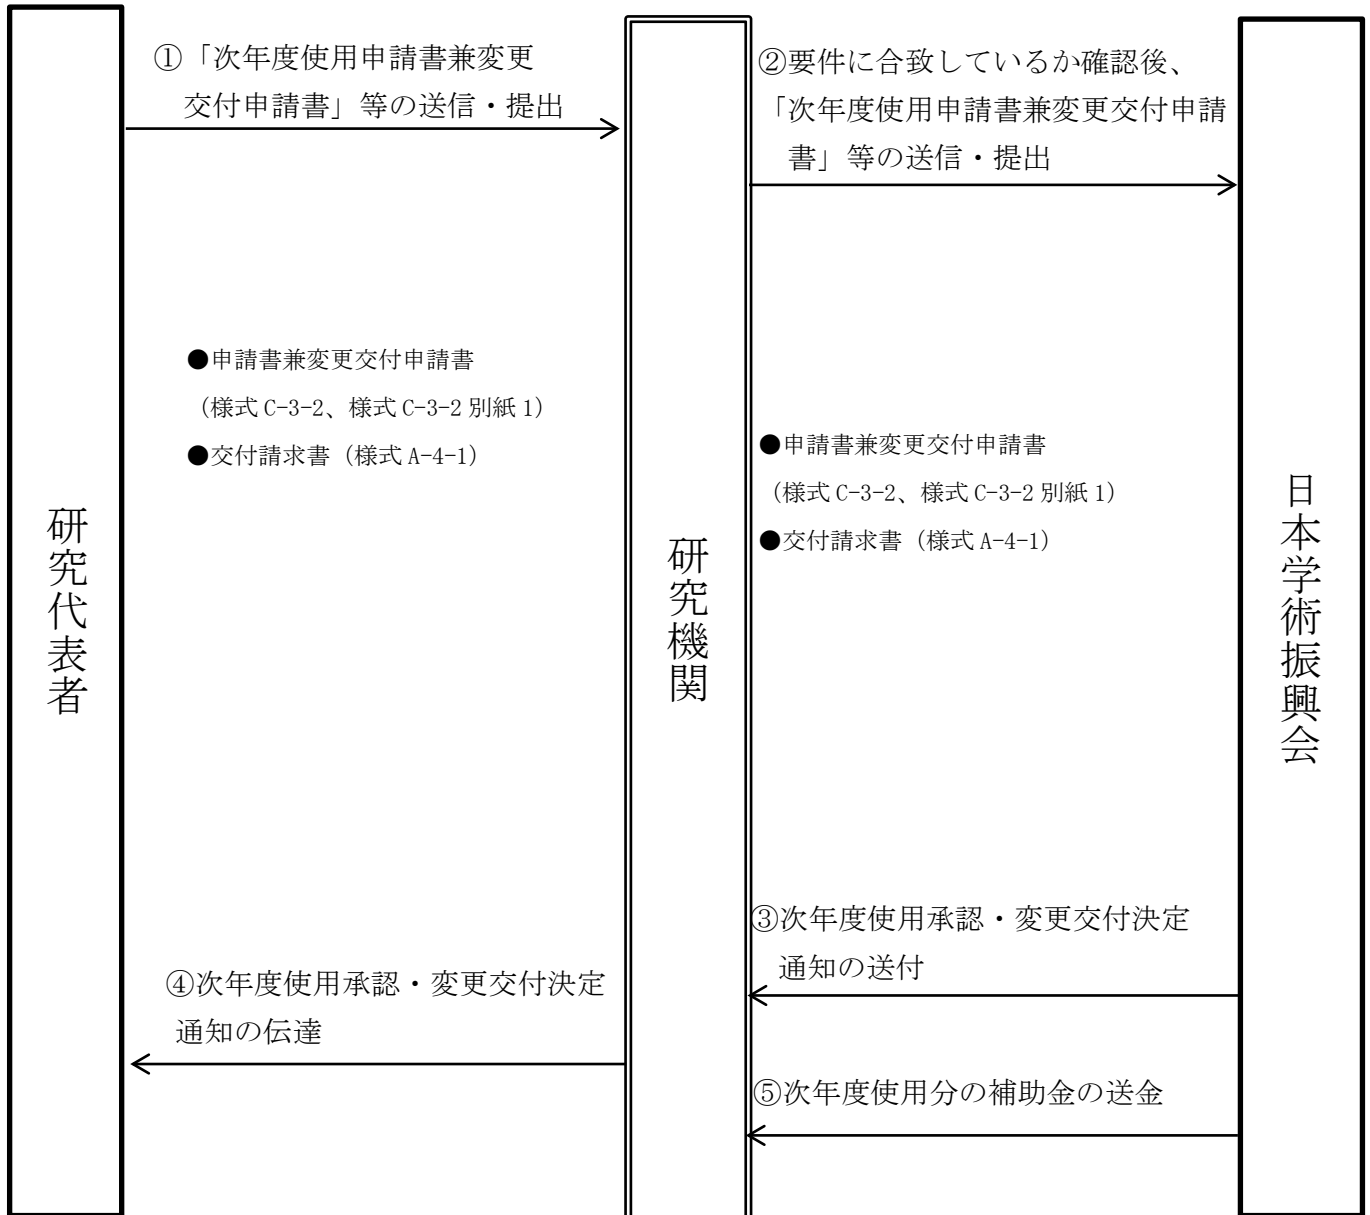 ①「次年度使用申請書兼変更
交付申請書」等の送信・提出
②要件に合致しているか確認後、
「次年度使用申請書兼変更交付申請
書」等の送信・提出
●申請書兼変更交付申請書
（様式 C-3-2、様式 C-3-2 別紙 1）
●交付請求書（様式 A-4-1）
●申請書兼変更交付申請書
（様式 C-3-2、様式 C-3-2 別紙 1）
●交付請求書（様式 A-4-1）
研究代表者
研究機関
日本学術振興会
③次年度使用承認・変更交付決定
通知の送付
④次年度使用承認・変更交付決定
通知の伝達
⑤次年度使用分の補助金の送金